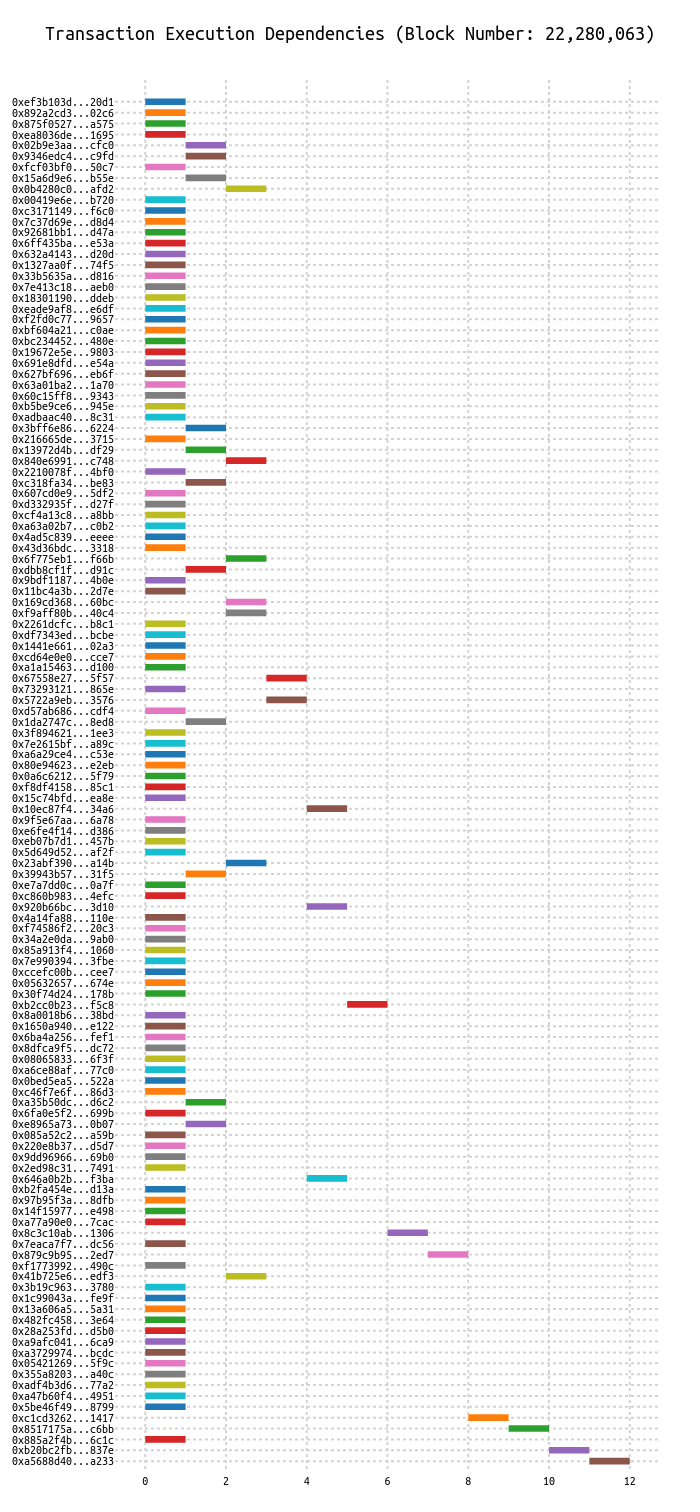 Transaction Execution Dependencies (Block Number: 22,280,063)
0xef3b103d...20d1
0x892a2cd3...02c6
0x875f0527...a575
0xea8036de...1695
0x02b9e3aa...cfc0
0x9346edc4...c9fd
0xfcf03bf0...50c7
0x15a6d9e6...b55e
0x0b4280c0...afd2
0x00419e6e...b720
0xc3171149...f6c0
0x7c37d69e...d8d4
0x92681bb1...d47a
0x6ff435ba...e53a
0x632a4143...d20d
0x1327aa0f...74f5
0x33b5635a...d816
0x7e413c18...aeb0
0x18301190...ddeb
0xeade9af8...e6df
0xf2fd0c77...9657
0xbf604a21...c0ae
0xbc234452...480e
0x19672e5e...9803
0x691e8dfd...e54a
0x627bf696...eb6f
0x63a01ba2...1a70
0x60c15ff8...9343
0xb5be9ce6...945e
0xadbaac40...8c31
0x3bff6e86...6224
0x216665de...3715
0x13972d4b...df29
0x840e6991...c748
0x2210078f...4bf0
0xc318fa34...be83
0x607cd0e9...5df2
0xd332935f...d27f
0xcf4a13c8...a8bb
0xa63a02b7...c0b2
0x4ad5c839...eeee
0x43d36bdc...3318
0x6f775eb1...f66b
0xdbb8cf1f...d91c
0x9bdf1187...4b0e
0x11bc4a3b...2d7e
0x169cd368...60bc
0xf9aff80b...40c4
0x2261dcfc...b8c1
0xdf7343ed...bcbe
0x1441e661...02a3
0xcd64e0e0...cce7
0xa1a15463...d100
0x67558e27...5f57
0x73293121...865e
0x5722a9eb...3576
0xd57ab686...cdf4
0x1da2747c...8ed8
0x3f894621...1ee3
0x7e2615bf...a89c
0xa6a29ce4...c53e
0x80e94623...e2eb
0x0a6c6212...5f79
0xf8df4158...85c1
0x15c74bfd...ea8e
0x10ec87f4...34a6
0x9f5e67aa...6a78
0xe6fe4f14...d386
0xeb07b7d1...457b
0x5d649d52...af2f
0x23abf390...a14b
0x39943b57...31f5
0xe7a7dd0c...0a7f
0xc860b983...4efc
0x920b66bc...3d10
0x4a14fa88...110e
0xf74586f2...20c3
0x34a2e0da...9ab0
0x85a913f4...1060
0x7e990394...3fbe
0xccefc00b...cee7
0x05632657...674e
0x30f74d24...178b
0xb2cc0b23...f5c8
0x8a0018b6...38bd
0x1650a940...e122
0x6ba4a256...fef1
0x8dfca9f5...dc72
0x08065833...6f3f
0xa6ce88af...77c0
0x0bed5ea5...522a
0xc46f7e6f...86d3
0xa35b50dc...d6c2
0x6fa0e5f2...699b
0xe8965a73...0b07
0x085a52c2...a59b
0x220e8b37...d5d7
0x9dd96966...69b0
0x2ed98c31...7491
0x646a0b2b...f3ba
0xb2fa454e...d13a
0x97b95f3a...8dfb
0x14f15977...e498
0xa77a90e0...7cac
0x8c3c10ab...1306
0x7eaca7f7...dc56
0x879c9b95...2ed7
0xf1773992...490c
0x41b725e6...edf3
0x3b19c963...3780
0x1c99043a...fe9f
0x13a606a5...5a31
0x482fc458...3e64
0x28a253fd...d5b0
0xa9afc041...6ca9
0xa3729974...bcdc
0x05421269...5f9c
0x355a8203...a40c
0xadf4b3d6...77a2
0xa47b60f4...4951
0x5be46f49...8799
0xc1cd3262...1417
0x8517175a...c6bb
0x885a2f4b...6c1c
0xb20bc2fb...837e
0xa5688d40...a233
0 2 4 6 8 10 12